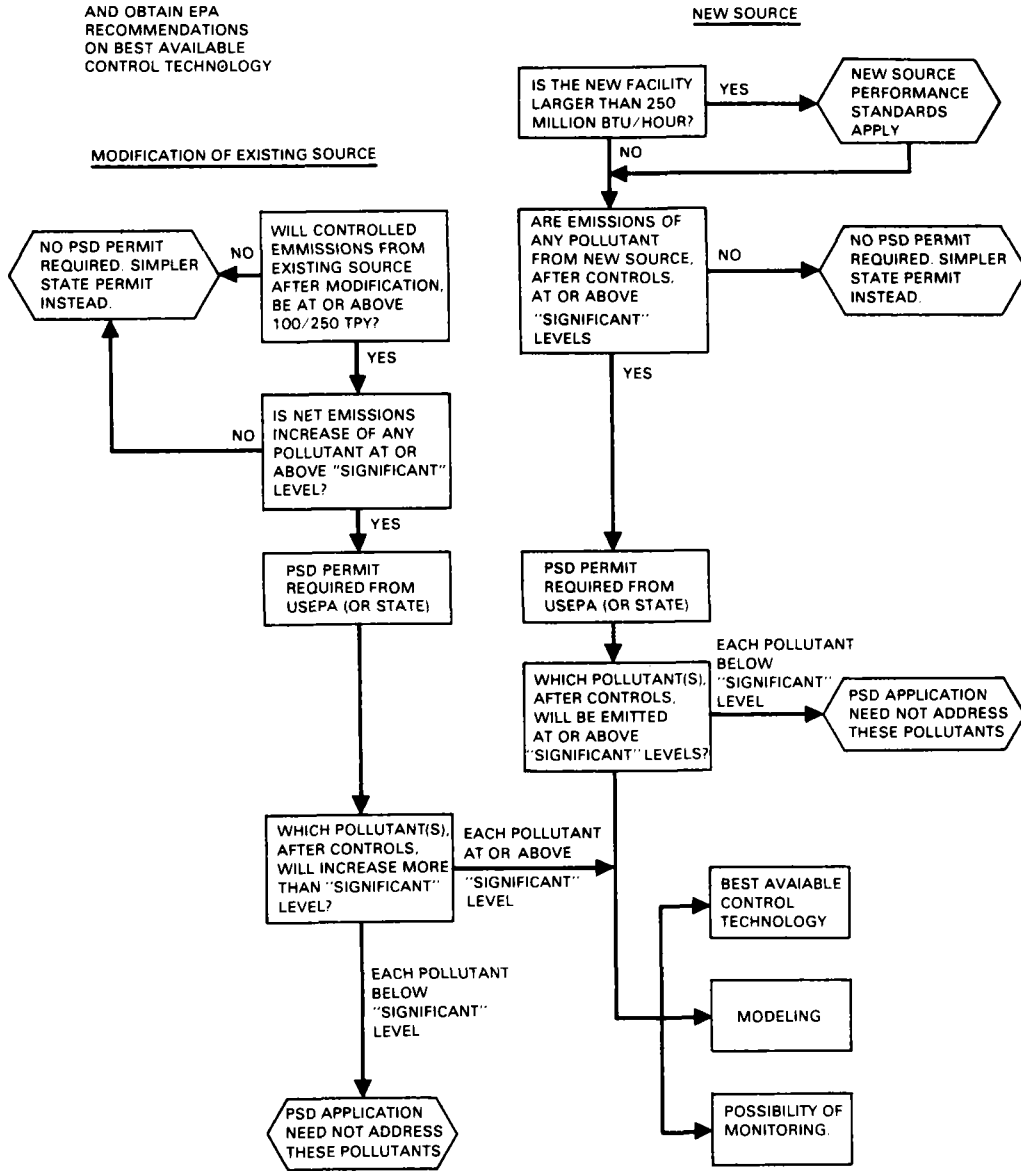 AND OBTAIN EPA
RECOMMENDATIONS
ON BEST AVAILABLE
CONTROL TECHNOLOGY
NEW SOURCE
IS THE NEW FACILITY
LARGER THAN 250
MILLION BTU/HOUR?
YES
NEW SOURCE
PERFORMANCE
STANDARDS
APPLY
NO
MODIFICATION OF EXISTING SOURCE
NO PSD PERMIT
REQUIRED. SIMPLER
STATE PERMIT
INSTEAD.
NO
WILL CONTROLLED
EMMISSIONS FROM
EXISTING SOURCE
AFTER MODIFICATION,
BE AT OR ABOVE
100/250 TPY?
YES
ARE EMISSIONS OF
ANY POLLUTANT
FROM NEW SOURCE,
AFTER CONTROLS,
AT OR ABOVE
"SIGNIFICANT"
LEVELS
NO
NO PSD PERMIT
REQUIRED. SIMPLER
STATE PERMIT
INSTEAD.
YES
NO
IS NET EMISSIONS
INCREASE OF ANY
POLLUTANT AT OR
ABOVE "SIGNIFICANT"
LEVEL?
YES
PSD PERMIT
REQUIRED FROM
USEPA (OR STATE)
PSD PERMIT
REQUIRED FROM
USEPA (OR STATE)
WHICH POLLUTANT(S),
AFTER CONTROLS,
WILL BE EMITTED
AT OR ABOVE
"SIGNIFICANT" LEVELS?
EACH POLLUTANT
BELOW
"SIGNIFICANT"
LEVEL
PSD APPLICATION
NEED NOT ADDRESS
THESE POLLUTANTS
WHICH POLLUTANT(S),
AFTER CONTROLS,
WILL INCREASE MORE
THAN "SIGNIFICANT"
LEVEL?
EACH POLLUTANT
AT OR ABOVE
"SIGNIFICANT"
LEVEL
BEST AVAIABLE
CONTROL
TECHNOLOGY
MODELING
POSSIBILITY OF
MONITORING.
EACH POLLUTANT
BELOW
"SIGNIFICANT"
LEVEL
PSD APPLICATION
NEED NOT ADDRESS
THESE POLLUTANTS